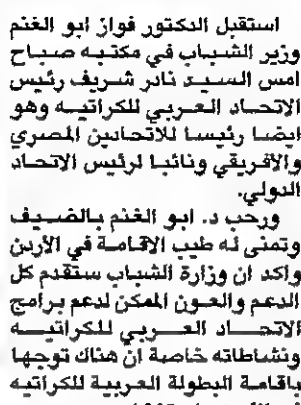 استقبل الدكتور فواز ابو الغنم
وزير الشباب في مكتبه صباح
امس السيد نادر شريف رئيس
الاتحاد العربي للكراتيه وهو
ايضا رئيسا للاتحادين المصري
والافريقي ونائبا لرئيس الاتحاد
الدولي.
ورحب د. ابو الغنم بالضيف
وتمنى له طيب الاقامة في الأردن
واكد ان وزارة الشباب ستقدم كل
الدعم والعون الممكن لدعم برامج
الاتحاد العربي للكراتيه
ونشاطاته خاصة ان هناك توجها
باقامة البطولة العربية للكراتيه